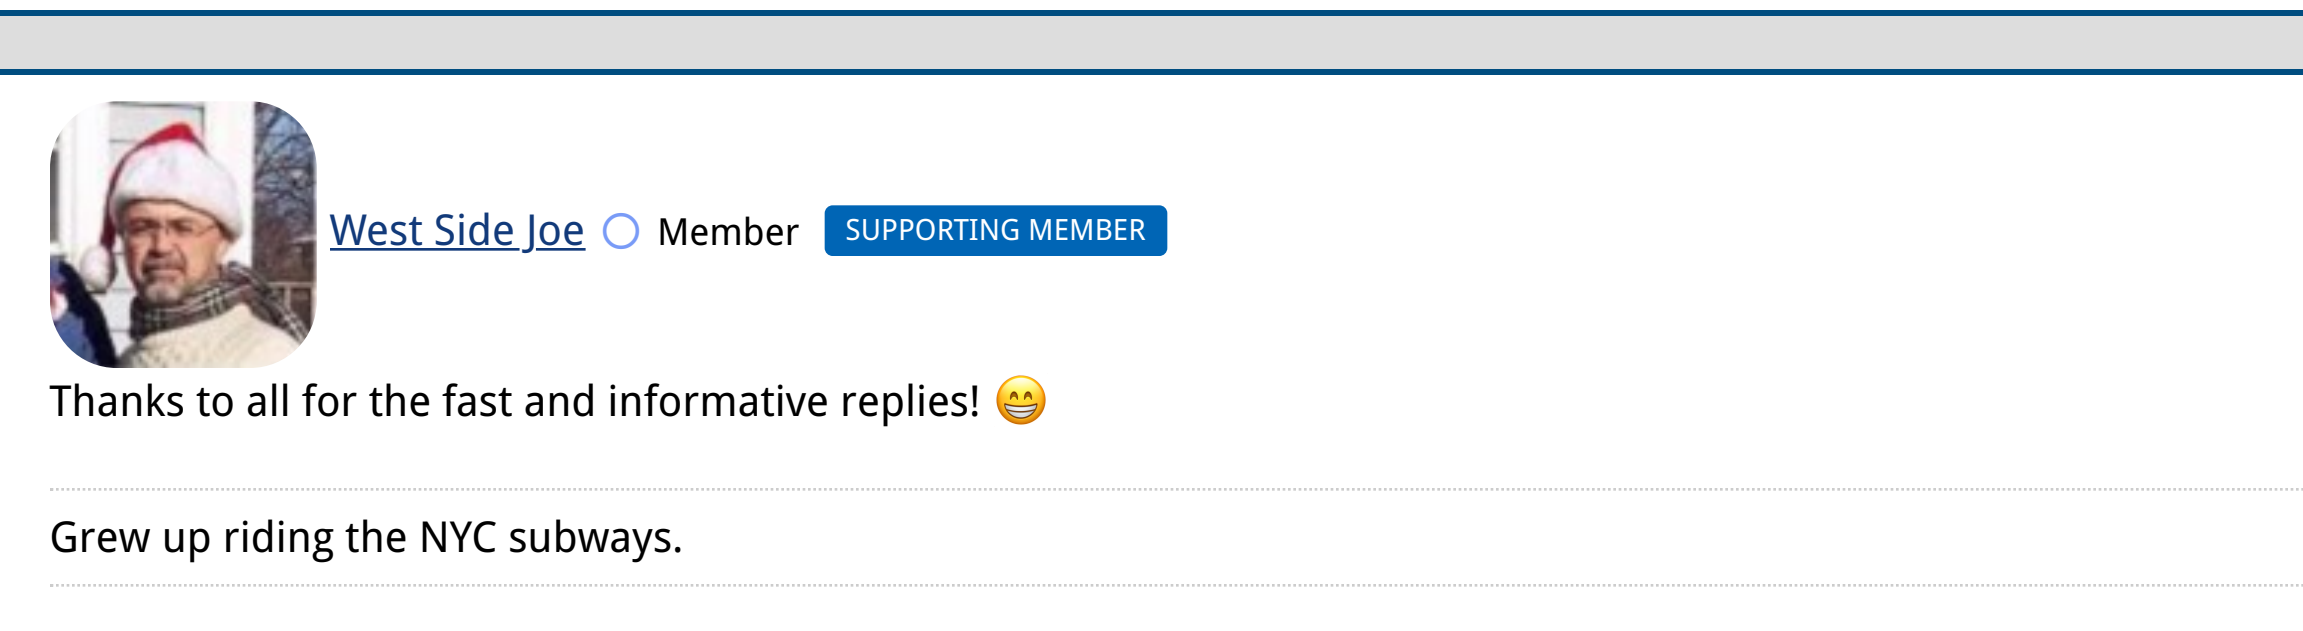 West Side Joe Member SUPPORTING MEMBER
Thanks to all for the fast and informative replies! 😁
Grew up riding the NYC subways.